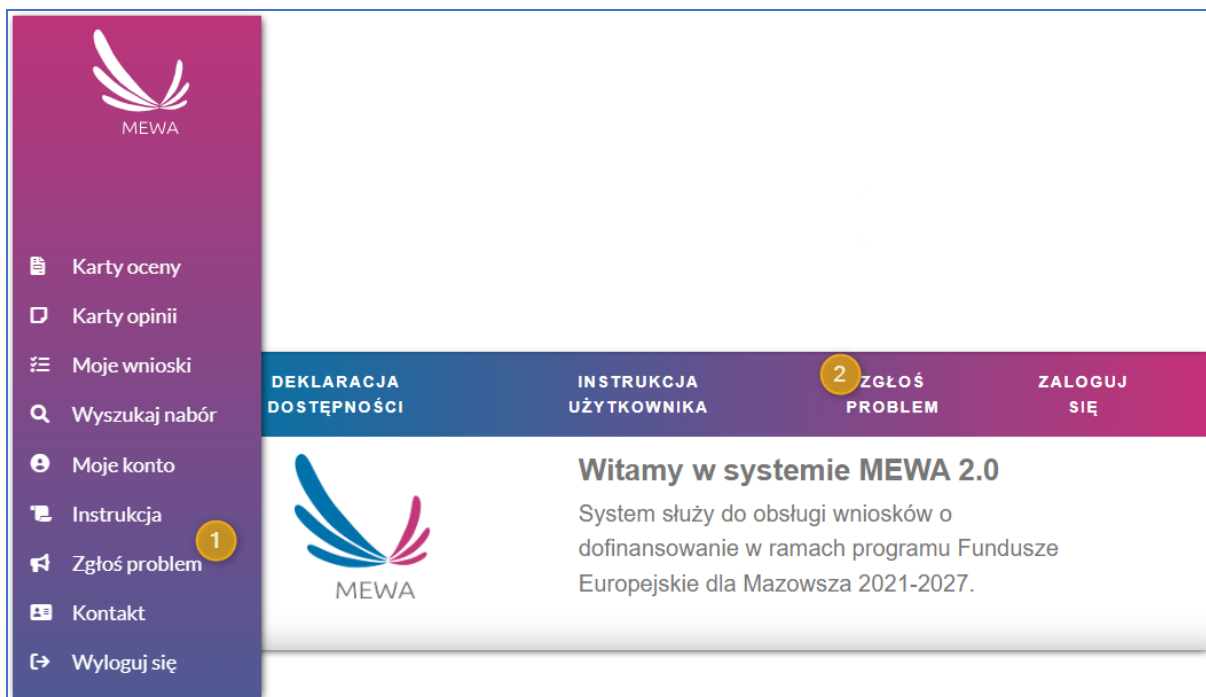 MEWA
Karty oceny
Karty opinii
Moje wnioski
Wyszukaj nabór
Moje konto
Instrukcja
1
Zgłoś problem
Kontakt
Wyloguj się
DEKLARACJA
DOSTĘPNOŚCI
INSTRUKCJA
UŻYTKOWNIKA
2
ZGŁOŚ
PROBLEM
ZALOGUJ
SIĘ
MEWA
Witamy w systemie MEWA 2.0
System służy do obsługi wniosków o
dofinansowanie w ramach programu Fundusze
Europejskie dla Mazowsza 2021-2027.